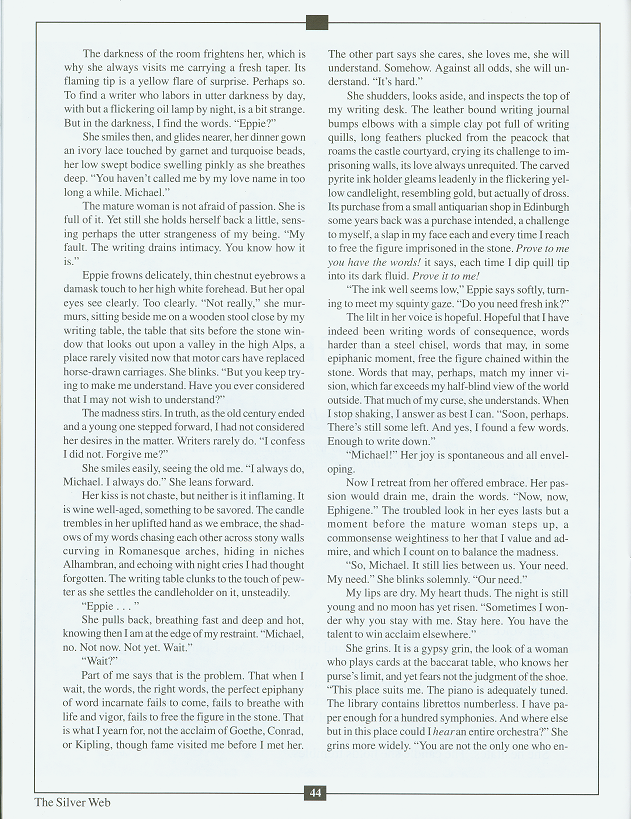 The darkness of the room frightens her, which is
why she always visits me carrying a fresh taper. Its
flaming tip is a yellow flare of surprise. Perhaps so.
To find a writer who labors in utter darkness by day,
with but a flickering oil lamp by night, is a bit strange.
But in the darkness, I find the words. “Eppie?”
She smiles then, and glides nearer, her dinner gown
an ivory lace touched by garnet and turquoise beads,
her low swept bodice swelling pinkly as she breathes
deep. “You haven’t called me by my love name in too
long a while. Michael.”
The mature woman is not afraid of passion. She is
full of it. Yet still she holds herself back a little, sens-
ing perhaps the utter strangeness of my being. “My
fault. The writing drains intimacy. You know how it
is.”
Eppie frowns delicately, thin chestnut eyebrows a
damask touch to her high white forehead. But her opal
eyes see clearly. Too clearly. “Not really,” she mur-
murs, sitting beside me on a wooden stool close by my
writing table, the table that sits before the stone win-
dow that looks out upon a valley in the high Alps, a
place rarely visited now that motor cars have replaced
horse-drawn carriages. She blinks. “But you keep try-
ing to make me understand. Have you ever considered
that I may not wish to understand?”
The madness stirs. In truth, as the old century ended
and a young one stepped forward, I had not considered
her desires in the matter. Writers rarely do. “I confess
I did not. Forgive me?”
She smiles easily, seeing the old me. “I always do,
Michael. I always do.” She leans forward.
Her kiss is not chaste, but neither is it inflaming. It
is wine well-aged, something to be savored. The candle
trembles in her uplifted hand as we embrace, the shad-
ows of my words chasing each other across stony walls
curving in Romanesque arches, hiding in niches
Alhambran, and echoing with night cries I had thought
forgotten. The writing table clunks to the touch of pew-
ter as she settles the candleholder on it, unsteadily.
“Eppie . . . ”
She pulls back, breathing fast and deep and hot,
knowing then I am at the edge of my restraint. “Michael,
no. Not now. Not yet. Wait.”
“Wait?”
Part of me says that is the problem. That when I
wait, the words, the right words, the perfect epiphany
of word incarnate fails to come, fails to breathe with
life and vigor, fails to free the figure in the stone. That
is what I yearn for, not the acclaim of Goethe, Conrad,
or Kipling, though fame visited me before I met her.
The other part says she cares, she loves me, she will
understand. Somehow. Against all odds, she will un-
derstand. “It’s hard.”
She shudders, looks aside, and inspects the top of
my writing desk. The leather bound writing journal
bumps elbows with a simple clay pot full of writing
quills, long feathers plucked from the peacock that
roams the castle courtyard, crying its challenge to im-
prisoning walls, its love always unrequited. The carved
pyrite ink holder gleams leadenly in the flickering yel-
low candlelight, resembling gold, but actually of dross.
Its purchase from a small antiquarian shop in Edinburgh
some years back was a purchase intended, a challenge
to myself, a slap in my face each and every time I reach
to free the figure imprisoned in the stone. Prove to me
you have the words! it says, each time I dip quill tip
into its dark fluid. Prove it to me!
“The ink well seems low,” Eppie says softly, turn-
ing to meet my squinty gaze. “Do you need fresh ink?”
The lilt in her voice is hopeful. Hopeful that I have
indeed been writing words of consequence, words
harder than a steel chisel, words that may, in some
epiphanic moment, free the figure chained within the
stone. Words that may, perhaps, match my inner vi-
sion, which far exceeds my half-blind view of the world
outside. That much of my curse, she understands. When
I stop shaking, I answer as best I can. “Soon, perhaps.
There’s still some left. And yes, I found a few words.
Enough to write down.”
“Michael!” Her joy is spontaneous and all envel-
oping.
Now I retreat from her offered embrace. Her pas-
sion would drain me, drain the words. “Now, now,
Ephigene.” The troubled look in her eyes lasts but a
moment before the mature woman steps up, a
commonsense weightiness to her that I value and ad-
mire, and which I count on to balance the madness.
“So, Michael. It still lies between us. Your need.
My need.” She blinks solemnly. “Our need.”
My lips are dry. My heart thuds. The night is still
young and no moon has yet risen. “Sometimes I won-
der why you stay with me. Stay here. You have the
talent to win acclaim elsewhere.”
She grins. It is a gypsy grin, the look of a woman
who plays cards at the baccarat table, who knows her
purse’s limit, and yet fears not the judgment of the shoe.
“This place suits me. The piano is adequately tuned.
The library contains librettos numberless. I have pa-
per enough for a hundred symphonies. And where else
but in this place could I hear an entire orchestra?” She
grins more widely. “You are not the only one who en-
44
The Silver Web